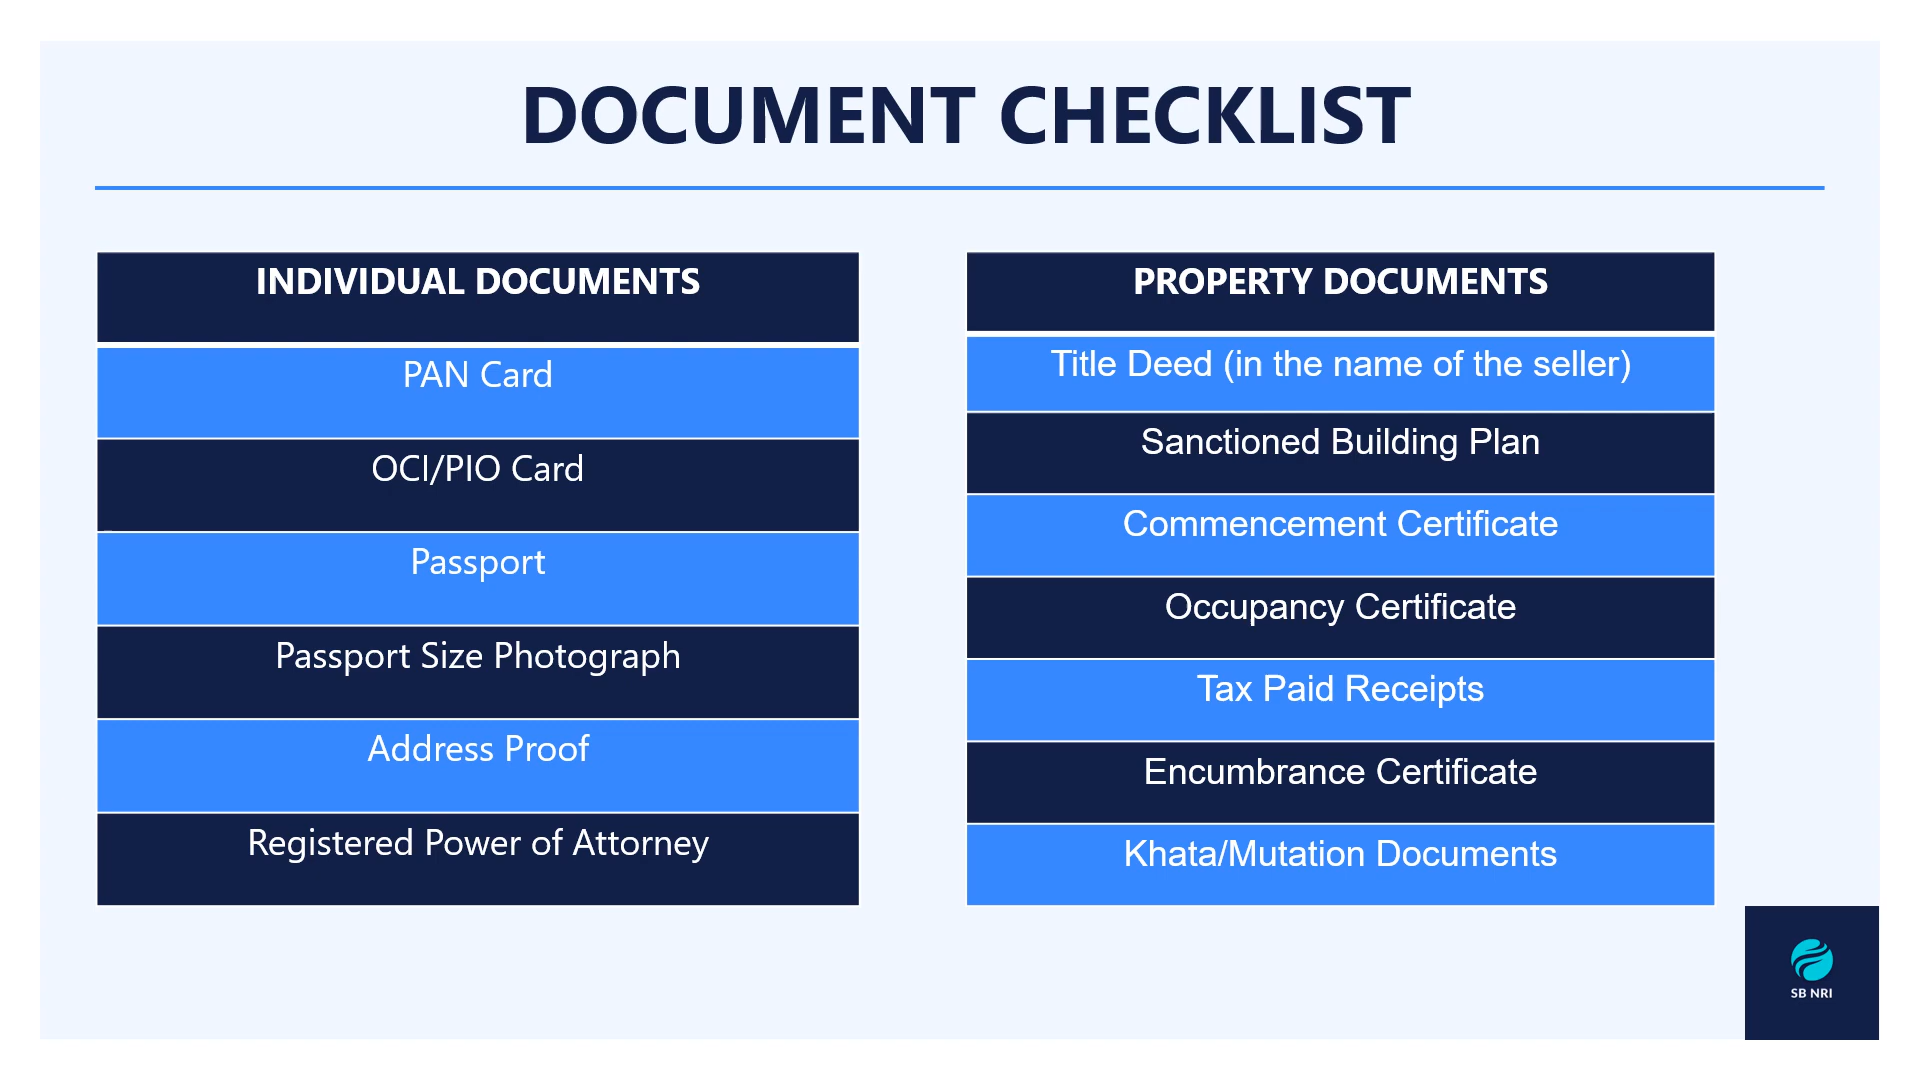 DOCUMENT CHECKLIST
INDIVIDUAL DOCUMENTS
PAN Card
OCI/PIO Card
Passport
Passport Size Photograph
Address Proof
Registered Power of Attorney
PROPERTY DOCUMENTS
Title Deed (in the name of the seller)
Sanctioned Building Plan
Commencement Certificate
Occupancy Certificate
Tax Paid Receipts
Encumbrance Certificate
Khata/Mutation Documents
SB NRI